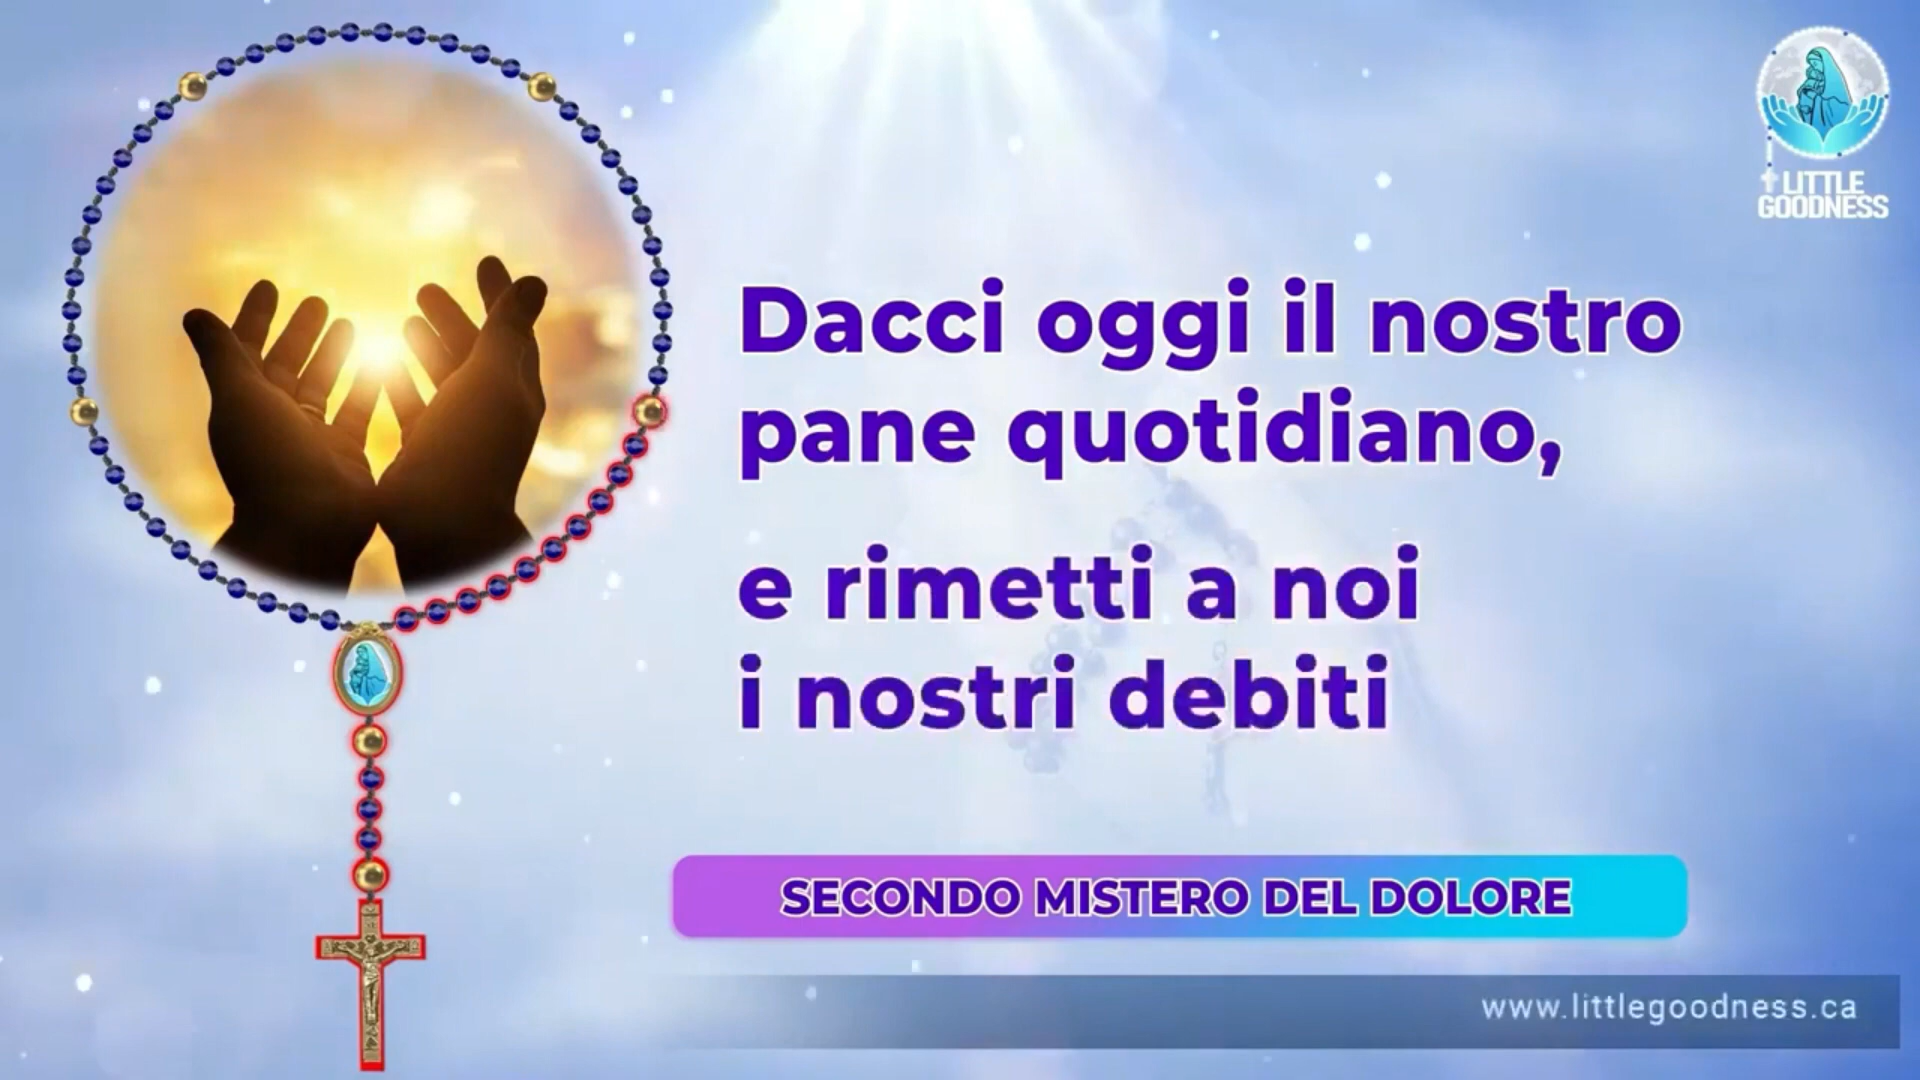 LITTLE
GOODNESS
Dacci oggi il nostro
pane quotidiano,
e rimetti a noi
i nostri debiti
SECONDO MISTERO DEL DOLORE
www.littlegoodness.ca